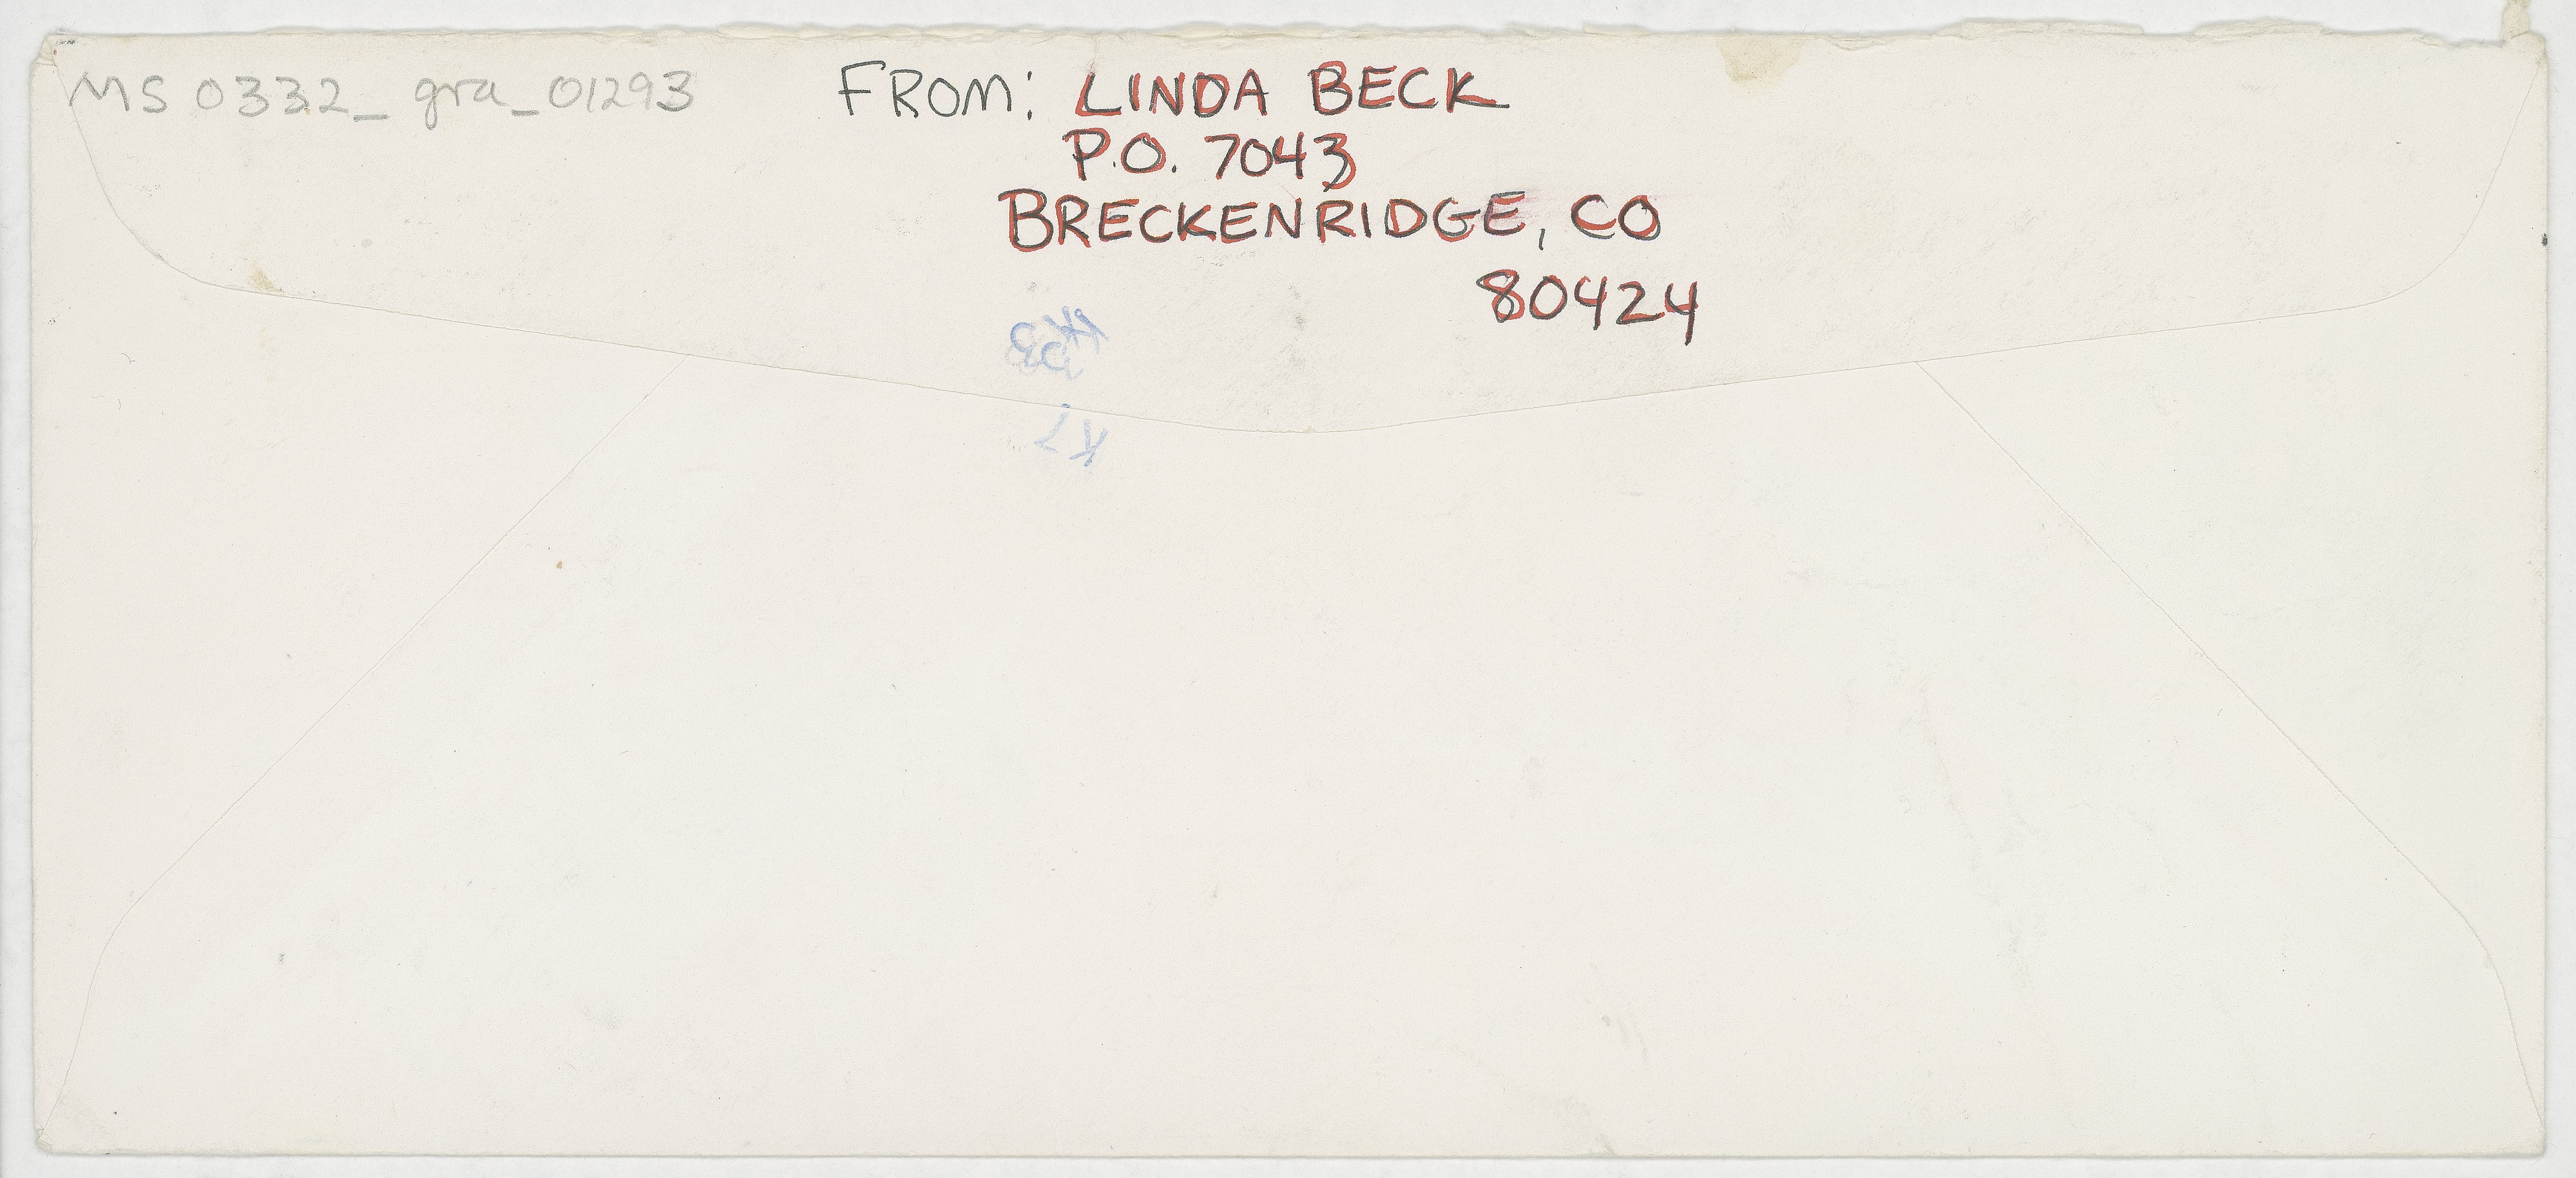 MS 0332_gra_01293
FROM: LINDA BECK
P.O. 7043
BRECKENRIDGE, CO
80424